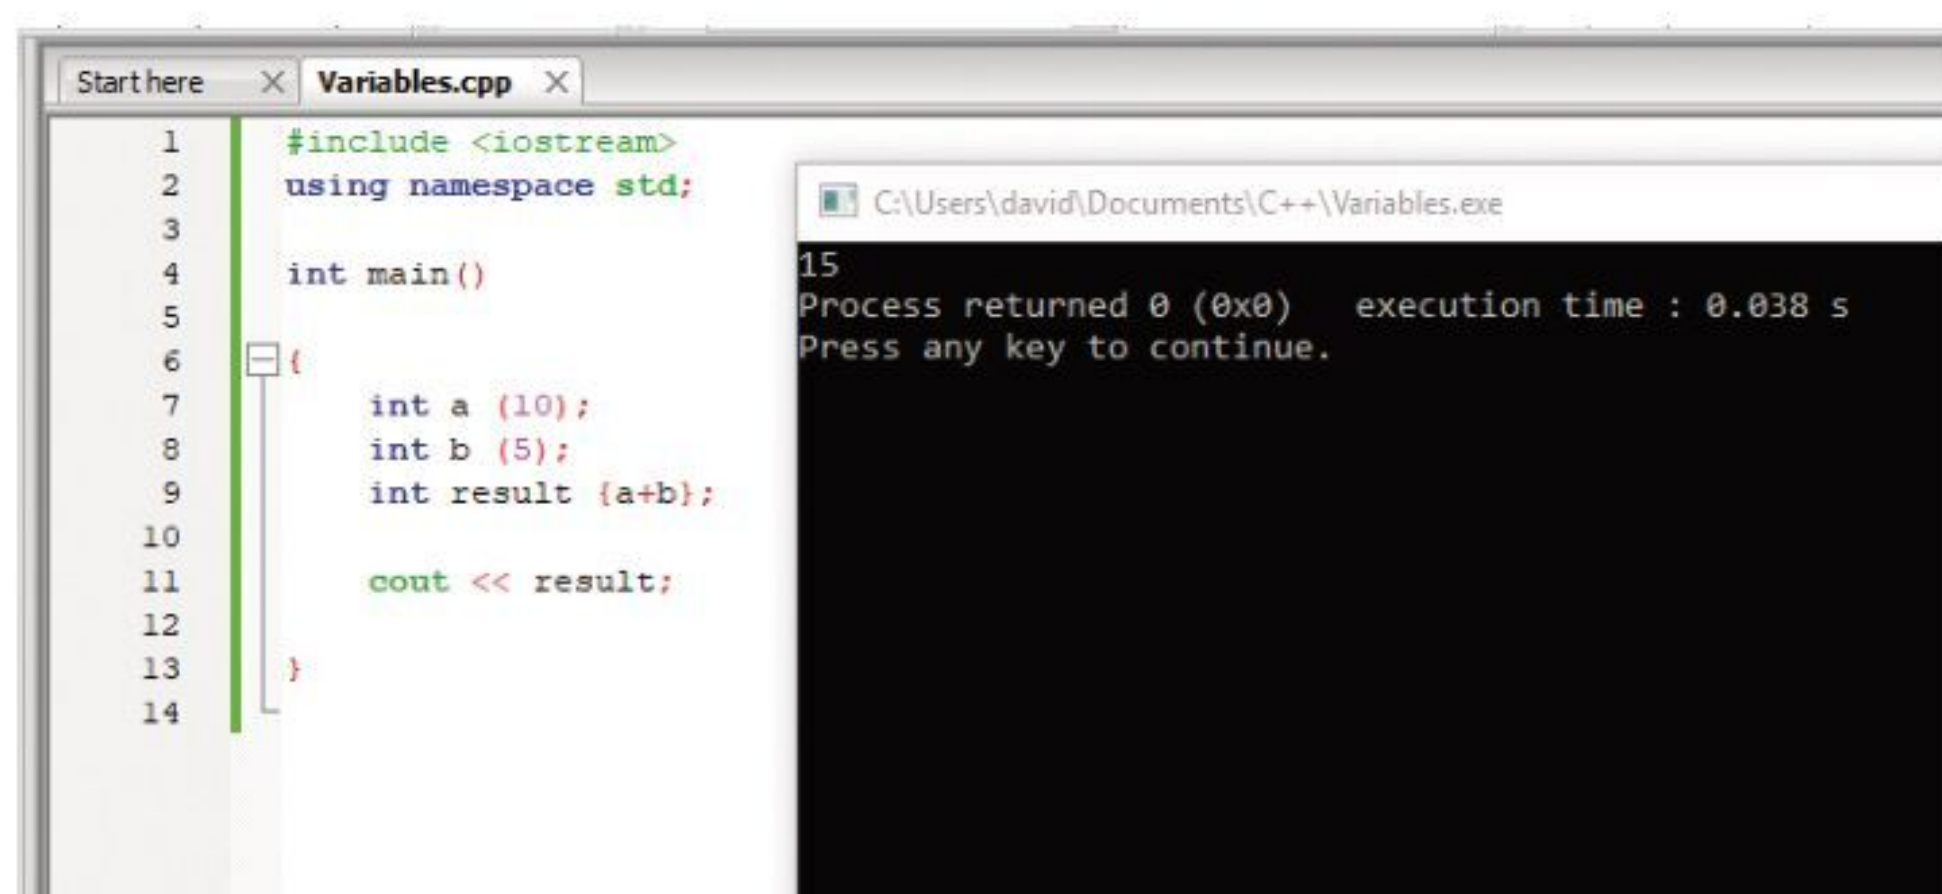 Start here
Variables.cpp
1 #include <iostream>
2 using namespace std;
3
4 int main()
5
6 {
7 int a (10);
8 int b (5);
9 int result {a+b};
10
11 cout << result;
12
13 }
14
C:\Users\david\Documents\C++\Variables.exe
15
Process returned 0 (0x0)   execution time : 0.038 s
Press any key to continue.